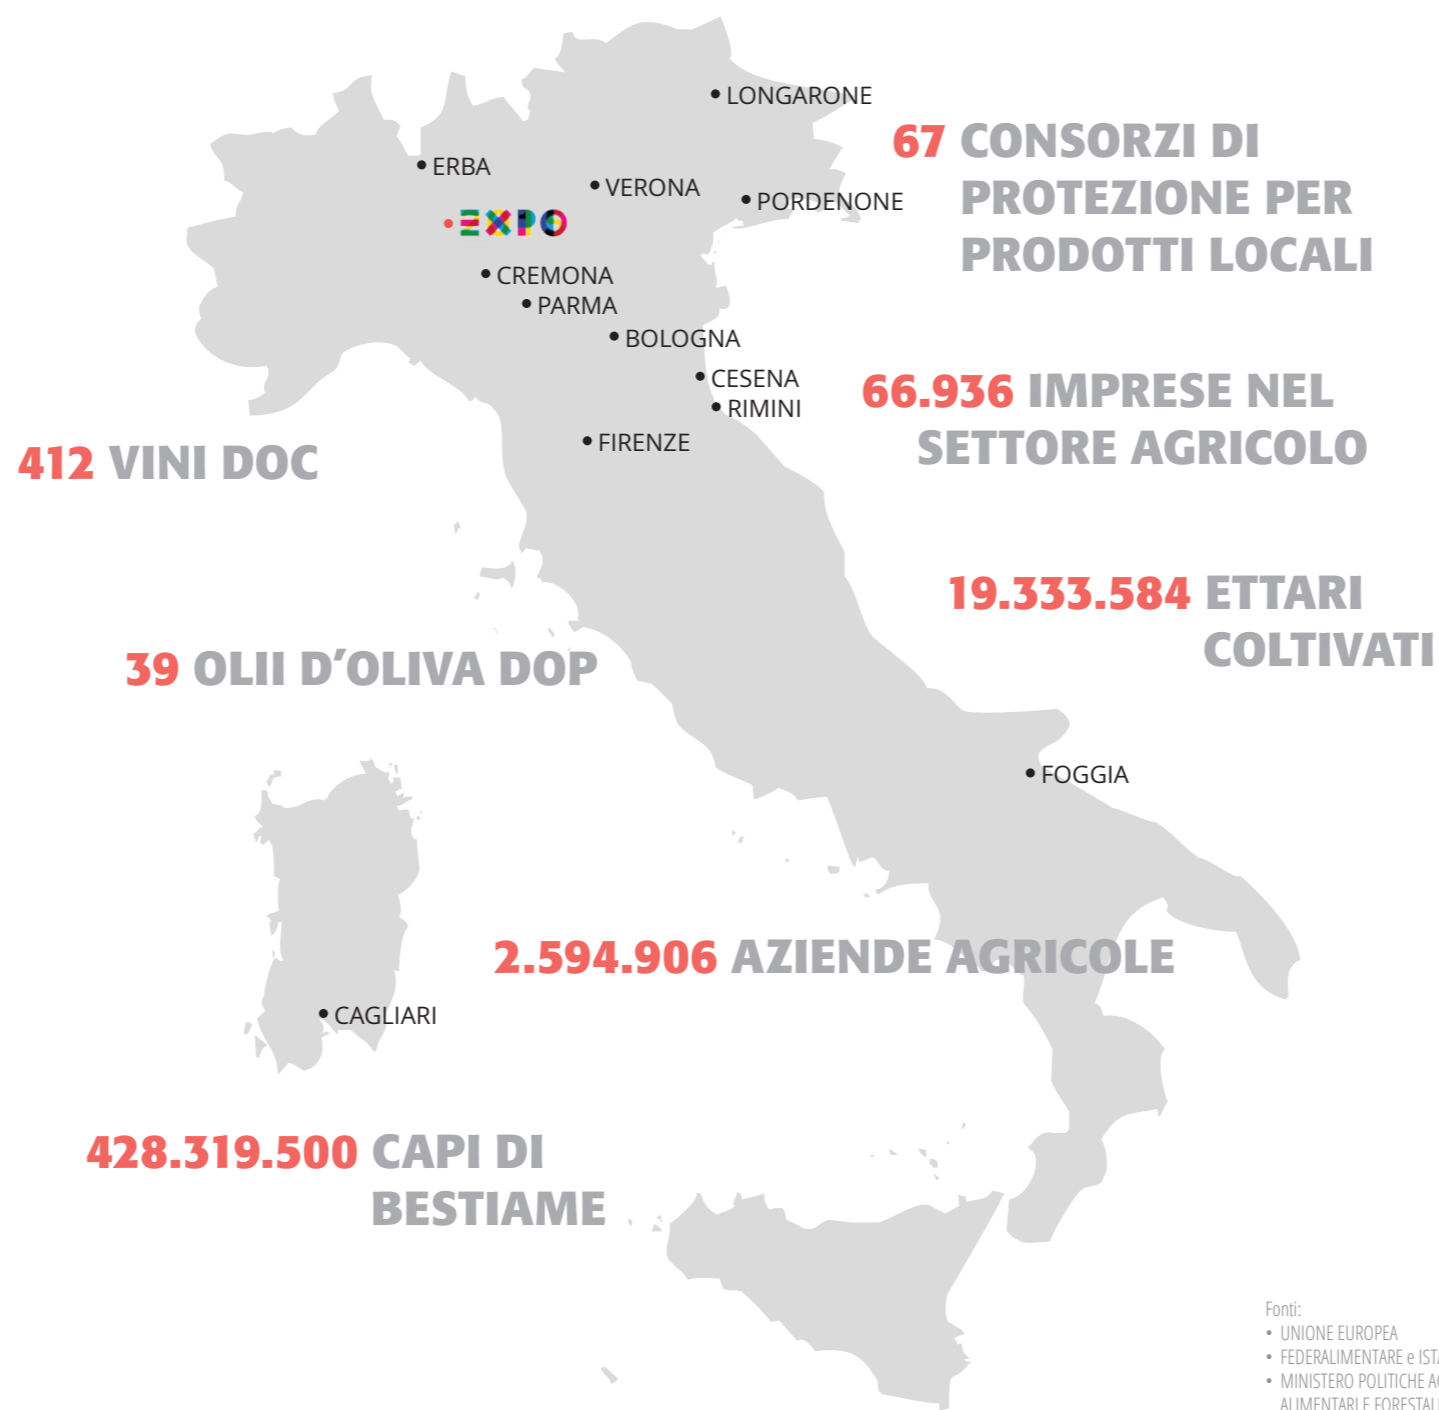 LONGARONE
67 CONSORZI DI
PROTEZIONE PER
PRODOTTI LOCALI
ERBA
VERONA
PORDENONE
EXPO
CREMONA
PARMA
BOLOGNA
CESENA
RIMINI
66.936 IMPRESE NEL
SETTORE AGRICOLO
FIRENZE
412 VINI DOC
19.333.584 ETTARI
COLTIVATI
39 OLII D’OLIVA DOP
FOGGIA
2.594.906 AZIENDE AGRICOLE
CAGLIARI
428.319.500 CAPI DI
BESTIAME
Fonti:
• UNIONE EUROPEA
• FEDERALIMENTARE e
• MINISTERO POLITICHE
ALIMENTARI E